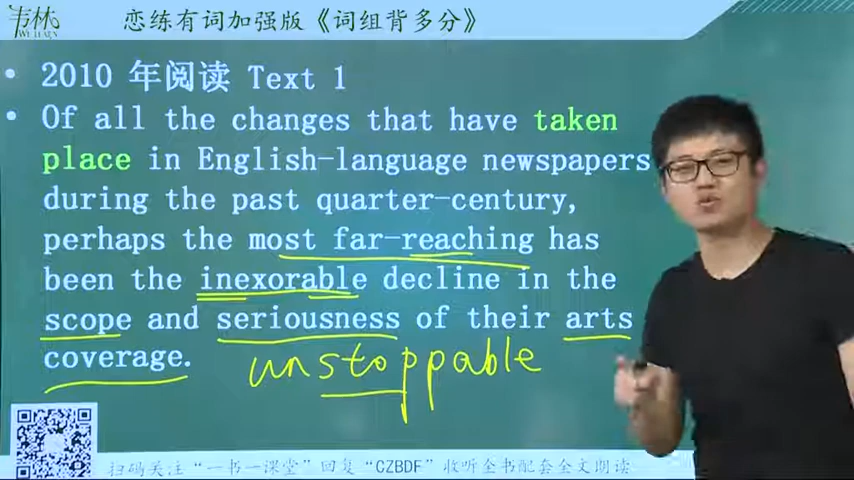 韦林
WEILIN
恋练有词加强版《词组背多分》
• 2010 年阅读 Text 1
• Of all the changes that have taken
place in English-language newspapers
during the past quarter-century,
perhaps the most far-reaching has
been the inexorable decline in the
scope and seriousness of their arts
coverage.
unstoppable
扫码关注“一书一课堂”回复“CZBDF”收听全书配套全文朗读